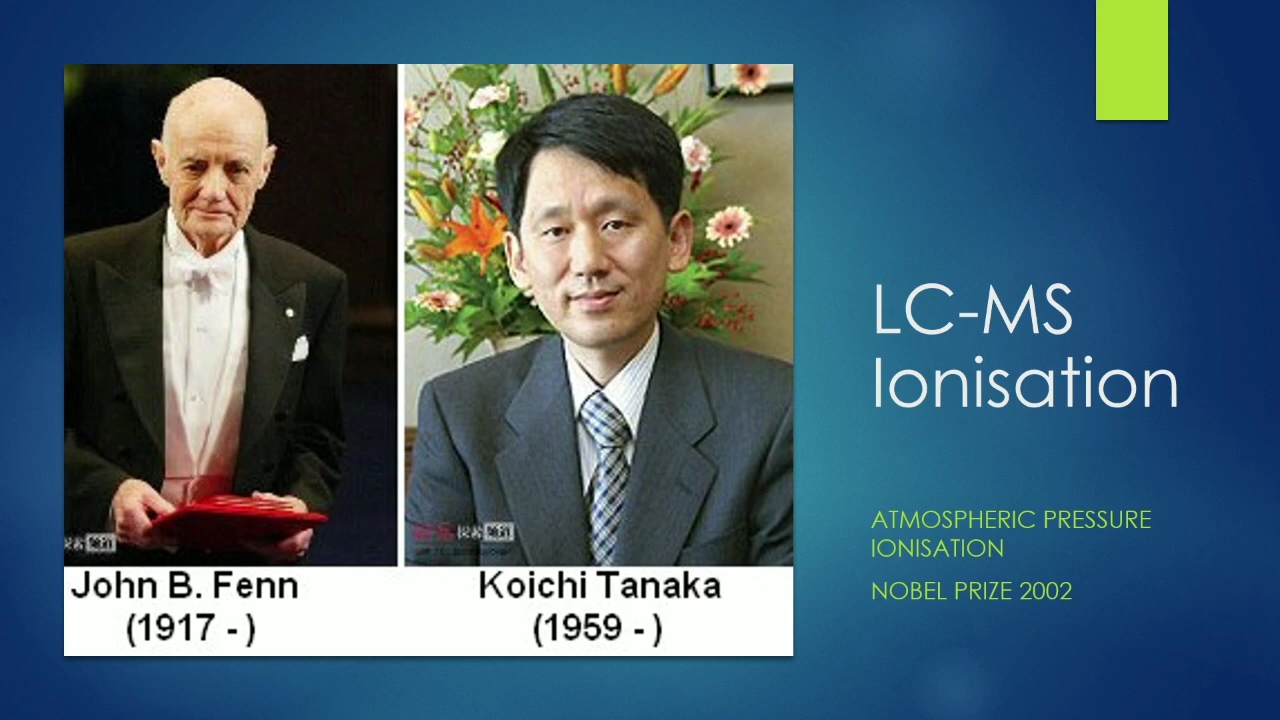 John B. Fenn
(1917 - )
Koichi Tanaka
(1959 - )
LC-MS
Ionisation
ATMOSPHERIC PRESSURE
IONISATION
NOBEL PRIZE 2002